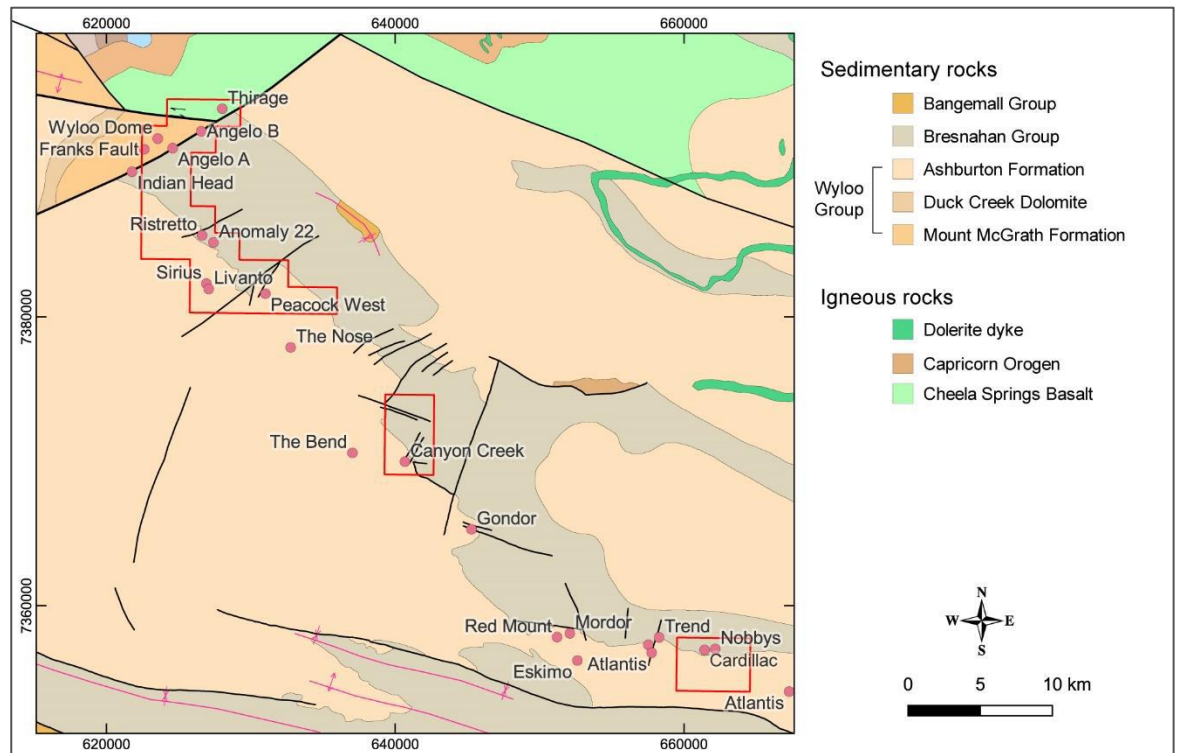 620000 640000 660000
Thirage
Wyloo Dome
Angelo B
Franks Fault
Angelo A
Indian Head
Ristretto
Anomaly 22
Sirius
Livanto
Peacock West
7380000
The Nose
The Bend
Canyon Creek
Gondor
7360000
Red Mount
Mordor
Trend
Nobbys
Eskimo
Atlantis
Cardillac
Atlantis
620000 640000 660000
Sedimentary rocks
Bangemall Group
Bresnahan Group
Ashburton Formation
Wyloo
Group
Duck Creek Dolomite
Mount McGrath Formation
Igneous rocks
Dolerite dyke
Capricorn Orogen
Cheela Springs Basalt
N
W E
S
0 5 10 km